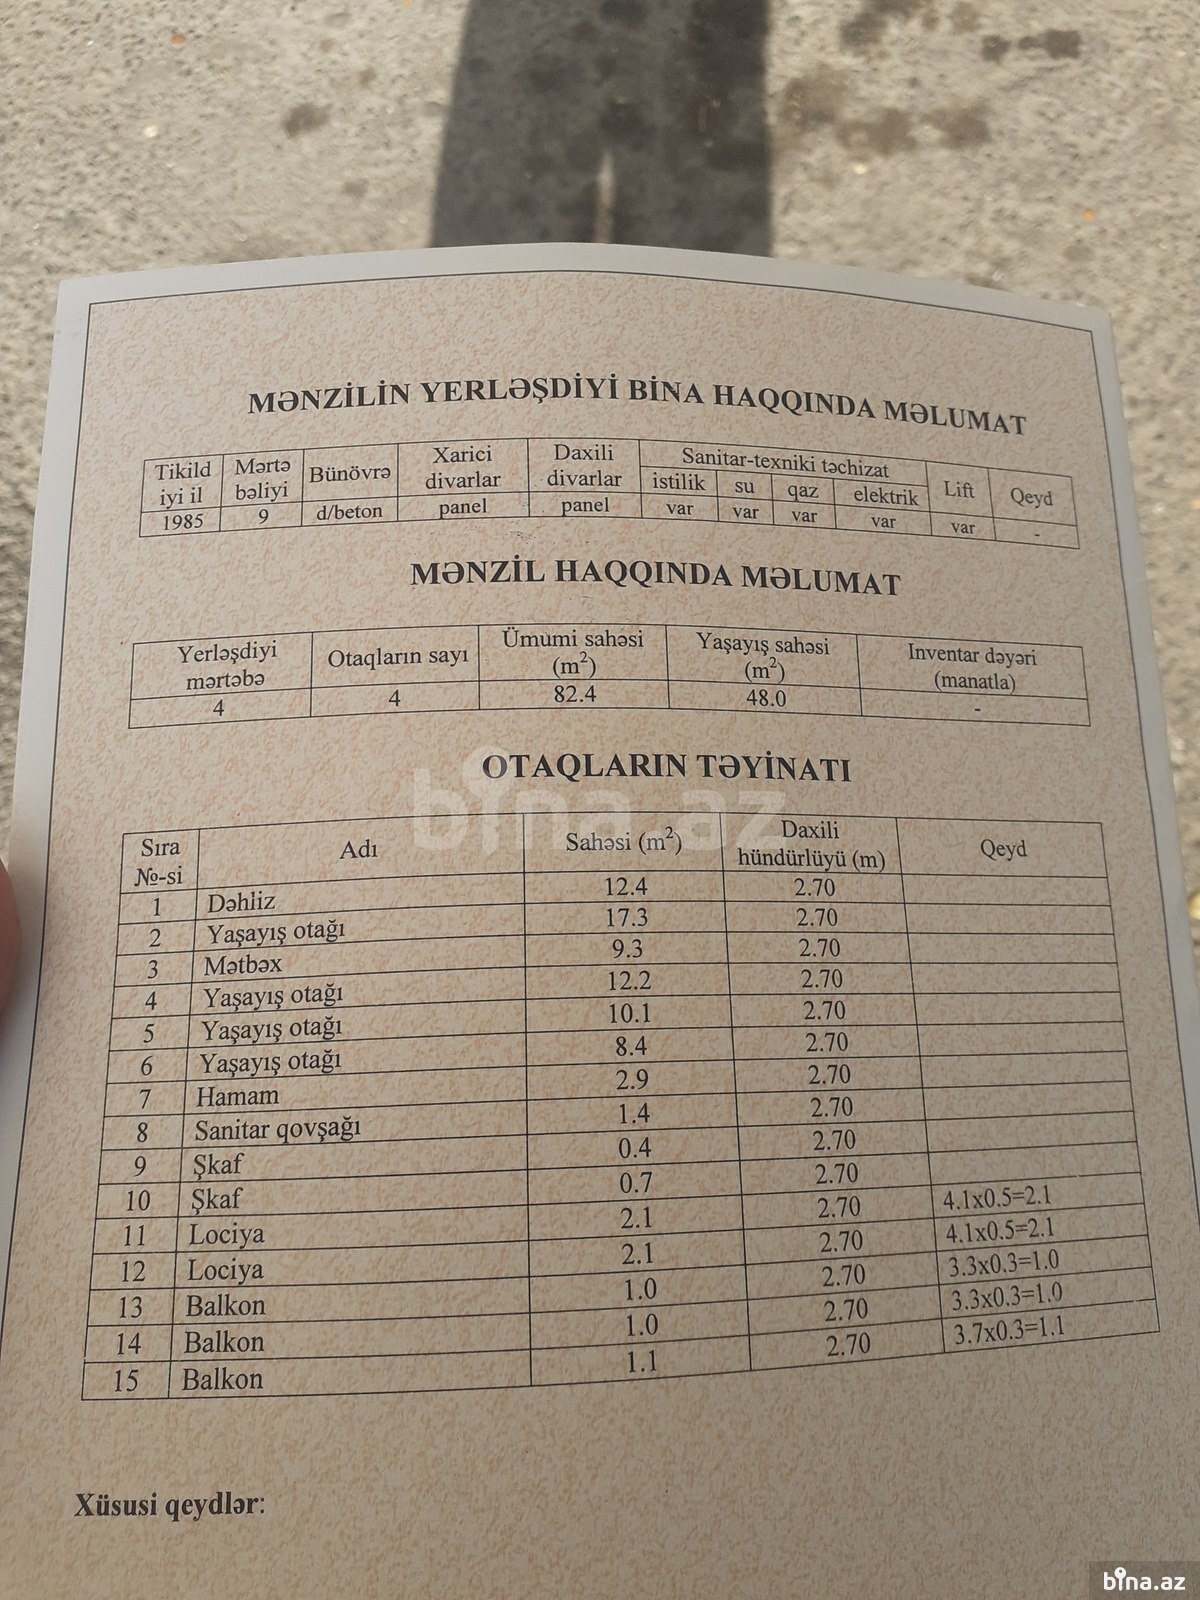 MƏNZİLİN YERLƏŞDİYİ BİNA HAQQINDA MƏLUMAT
Tikild iyi il | Mərtə bəliyi | Bünövrə | Xarici divarlar | Daxili divarlar | Sanitar-texniki təchizat | Lift | Qeyd
istilik | su | qaz | elektrik
1985 | 9 | d/beton | panel | panel | var | var | var | var | var | -
MƏNZİL HAQQINDA MƏLUMAT
Yerləşdiyi mərtəbə | Otaqların sayı | Ümumi sahəsi (m²) | Yaşayış sahəsi (m²) | Inventar dəyəri (manatla)
4 | 4 | 82.4 | 48.0 | -
OTAQLARIN TƏYİNATI
bina.az
Sıra №-si | Adı | Sahəsi (m²) | Daxili hündürlüyü (m) | Qeyd
1 | Dəhliz | 12.4 | 2.70
2 | Yaşayış otağı | 17.3 | 2.70
3 | Mətbəx | 9.3 | 2.70
4 | Yaşayış otağı | 12.2 | 2.70
5 | Yaşayış otağı | 10.1 | 2.70
6 | Yaşayış otağı | 8.4 | 2.70
7 | Hamam | 2.9 | 2.70
8 | Sanitar qovşağı | 1.4 | 2.70
9 | Şkaf | 0.4 | 2.70
10 | Şkaf | 0.7 | 2.70
11 | Lociya | 2.1 | 2.70 | 4.1x0.5=2.1
12 | Lociya | 2.1 | 2.70 | 4.1x0.5=2.1
13 | Balkon | 1.0 | 2.70 | 3.3x0.3=1.0
14 | Balkon | 1.0 | 2.70 | 3.3x0.3=1.0
15 | Balkon | 1.1 | 2.70 | 3.7x0.3=1.1
Xüsusi qeydlər:
bina.az